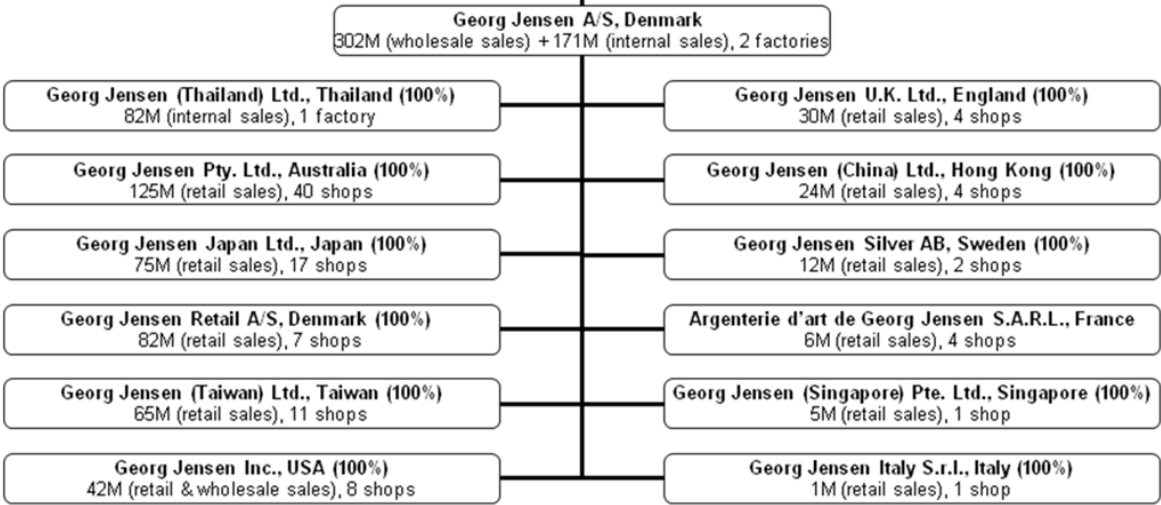 Georg Jensen A/S, Denmark
302M (wholesale sales) + 171M (internal sales), 2 factories
Georg Jensen (Thailand) Ltd., Thailand (100%)
82M (internal sales), 1 factory
Georg Jensen Pty. Ltd., Australia (100%)
125M (retail sales), 40 shops
Georg Jensen Japan Ltd., Japan (100%)
75M (retail sales), 17 shops
Georg Jensen Retail A/S, Denmark (100%)
82M (retail sales), 7 shops
Georg Jensen (Taiwan) Ltd., Taiwan (100%)
65M (retail sales), 11 shops
Georg Jensen Inc., USA (100%)
42M (retail & wholesale sales), 8 shops
Georg Jensen U.K. Ltd., England (100%)
30M (retail sales), 4 shops
Georg Jensen (China) Ltd., Hong Kong (100%)
24M (retail sales), 4 shops
Georg Jensen Silver AB, Sweden (100%)
12M (retail sales), 2 shops
Argenterie d'art de Georg Jensen S.A.R.L., France
6M (retail sales), 4 shops
Georg Jensen (Singapore) Pte. Ltd., Singapore (100%)
5M (retail sales), 1 shop
Georg Jensen Italy S.r.l., Italy (100%)
1M (retail sales), 1 shop